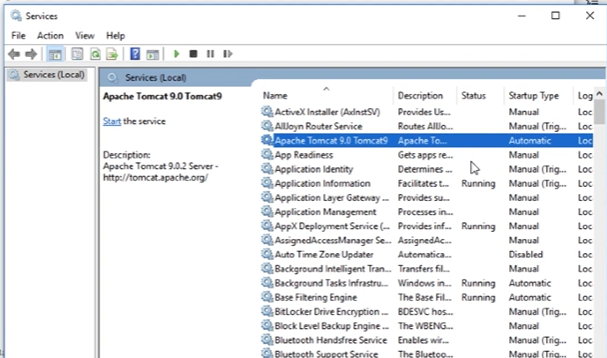 Services
File Action View Help
Services (Local)
Services (Local)
Apache Tomcat 9.0 Tomcat9
Start the service
Description:
Apache Tomcat 9.0.2 Server -
http://tomcat.apache.org/
Name Description Status Startup Type Log
ActiveX Installer (AxInstSV) Provides Us... Manual Loc
AllJoyn Router Service Routes AllJo... Manual (Trig... Loc
Apache Tomcat 9.0 Tomcat9 Apache To... Automatic Loc
App Readiness Gets apps re... Manual Loc
Application Identity Determines ... Manual (Trig... Loc
Application Information Facilitates t... Running Manual (Trig... Loc
Application Layer Gateway ... Provides su... Manual Loc
Application Management Processes in... Manual Loc
AppX Deployment Service (... Provides inf... Running Manual Loc
AssignedAccessManager Se... AssignedAc... Manual Loc
Auto Time Zone Updater Automatica... Disabled Loc
Background Intelligent Tran... Transfers fil... Manual Loc
Background Tasks Infrastru... Windows in... Running Automatic Loc
Base Filtering Engine The Base Fil... Running Automatic Loc
BitLocker Drive Encryption ... BDESVC hos... Manual (Trig... Loc
Block Level Backup Engine ... The WBENG... Manual Loc
Bluetooth Handsfree Service Enables wir... Manual (Trig... Loc
Bluetooth Support Service The Bluetoo... Manual (Trig... Loc